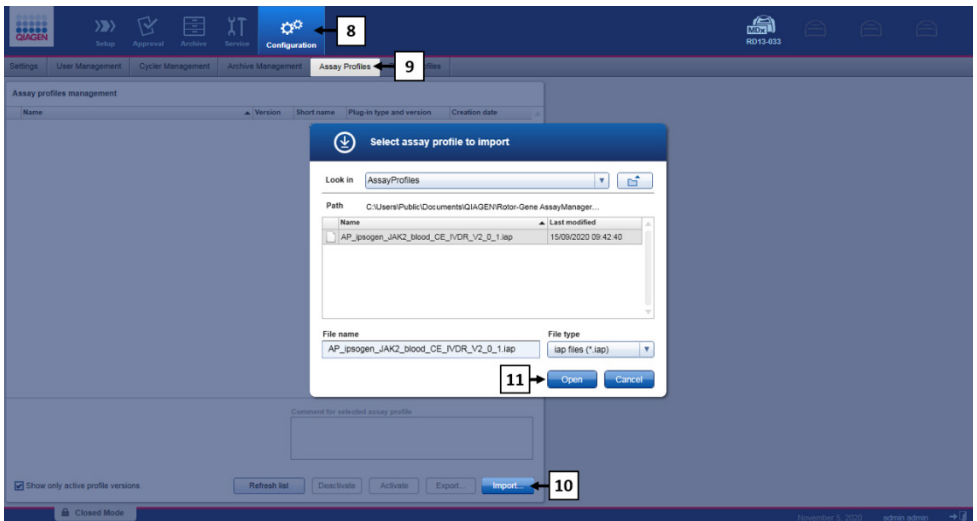 QIAGEN
Setup
Approval
Archive
Service
Configuration
8
MDx
RD13-033
Settings
User Management
Cycler Management
Archive Management
Assay Profiles
9
Assay profiles management
Name Version Short name Plug-in type and version Creation date
Select assay profile to import
Look in AssayProfiles
Path C:\Users\Public\Documents\QIAGEN\Rotor-Gene AssayManager...
Name Last modified
AP_ipsogen_JAK2_blood_CE_IVDR_V2_0_1.iap 15/09/2020 09:42:40
File name File type
AP_ipsogen_JAK2_blood_CE_IVDR_V2_0_1.iap iap files (*.iap)
11 Open Cancel
Comment for selected assay profile
Show only active profile versions Refresh list Deactivate Activate Export... Import... 10
Closed Mode November 5, 2020 admin admin